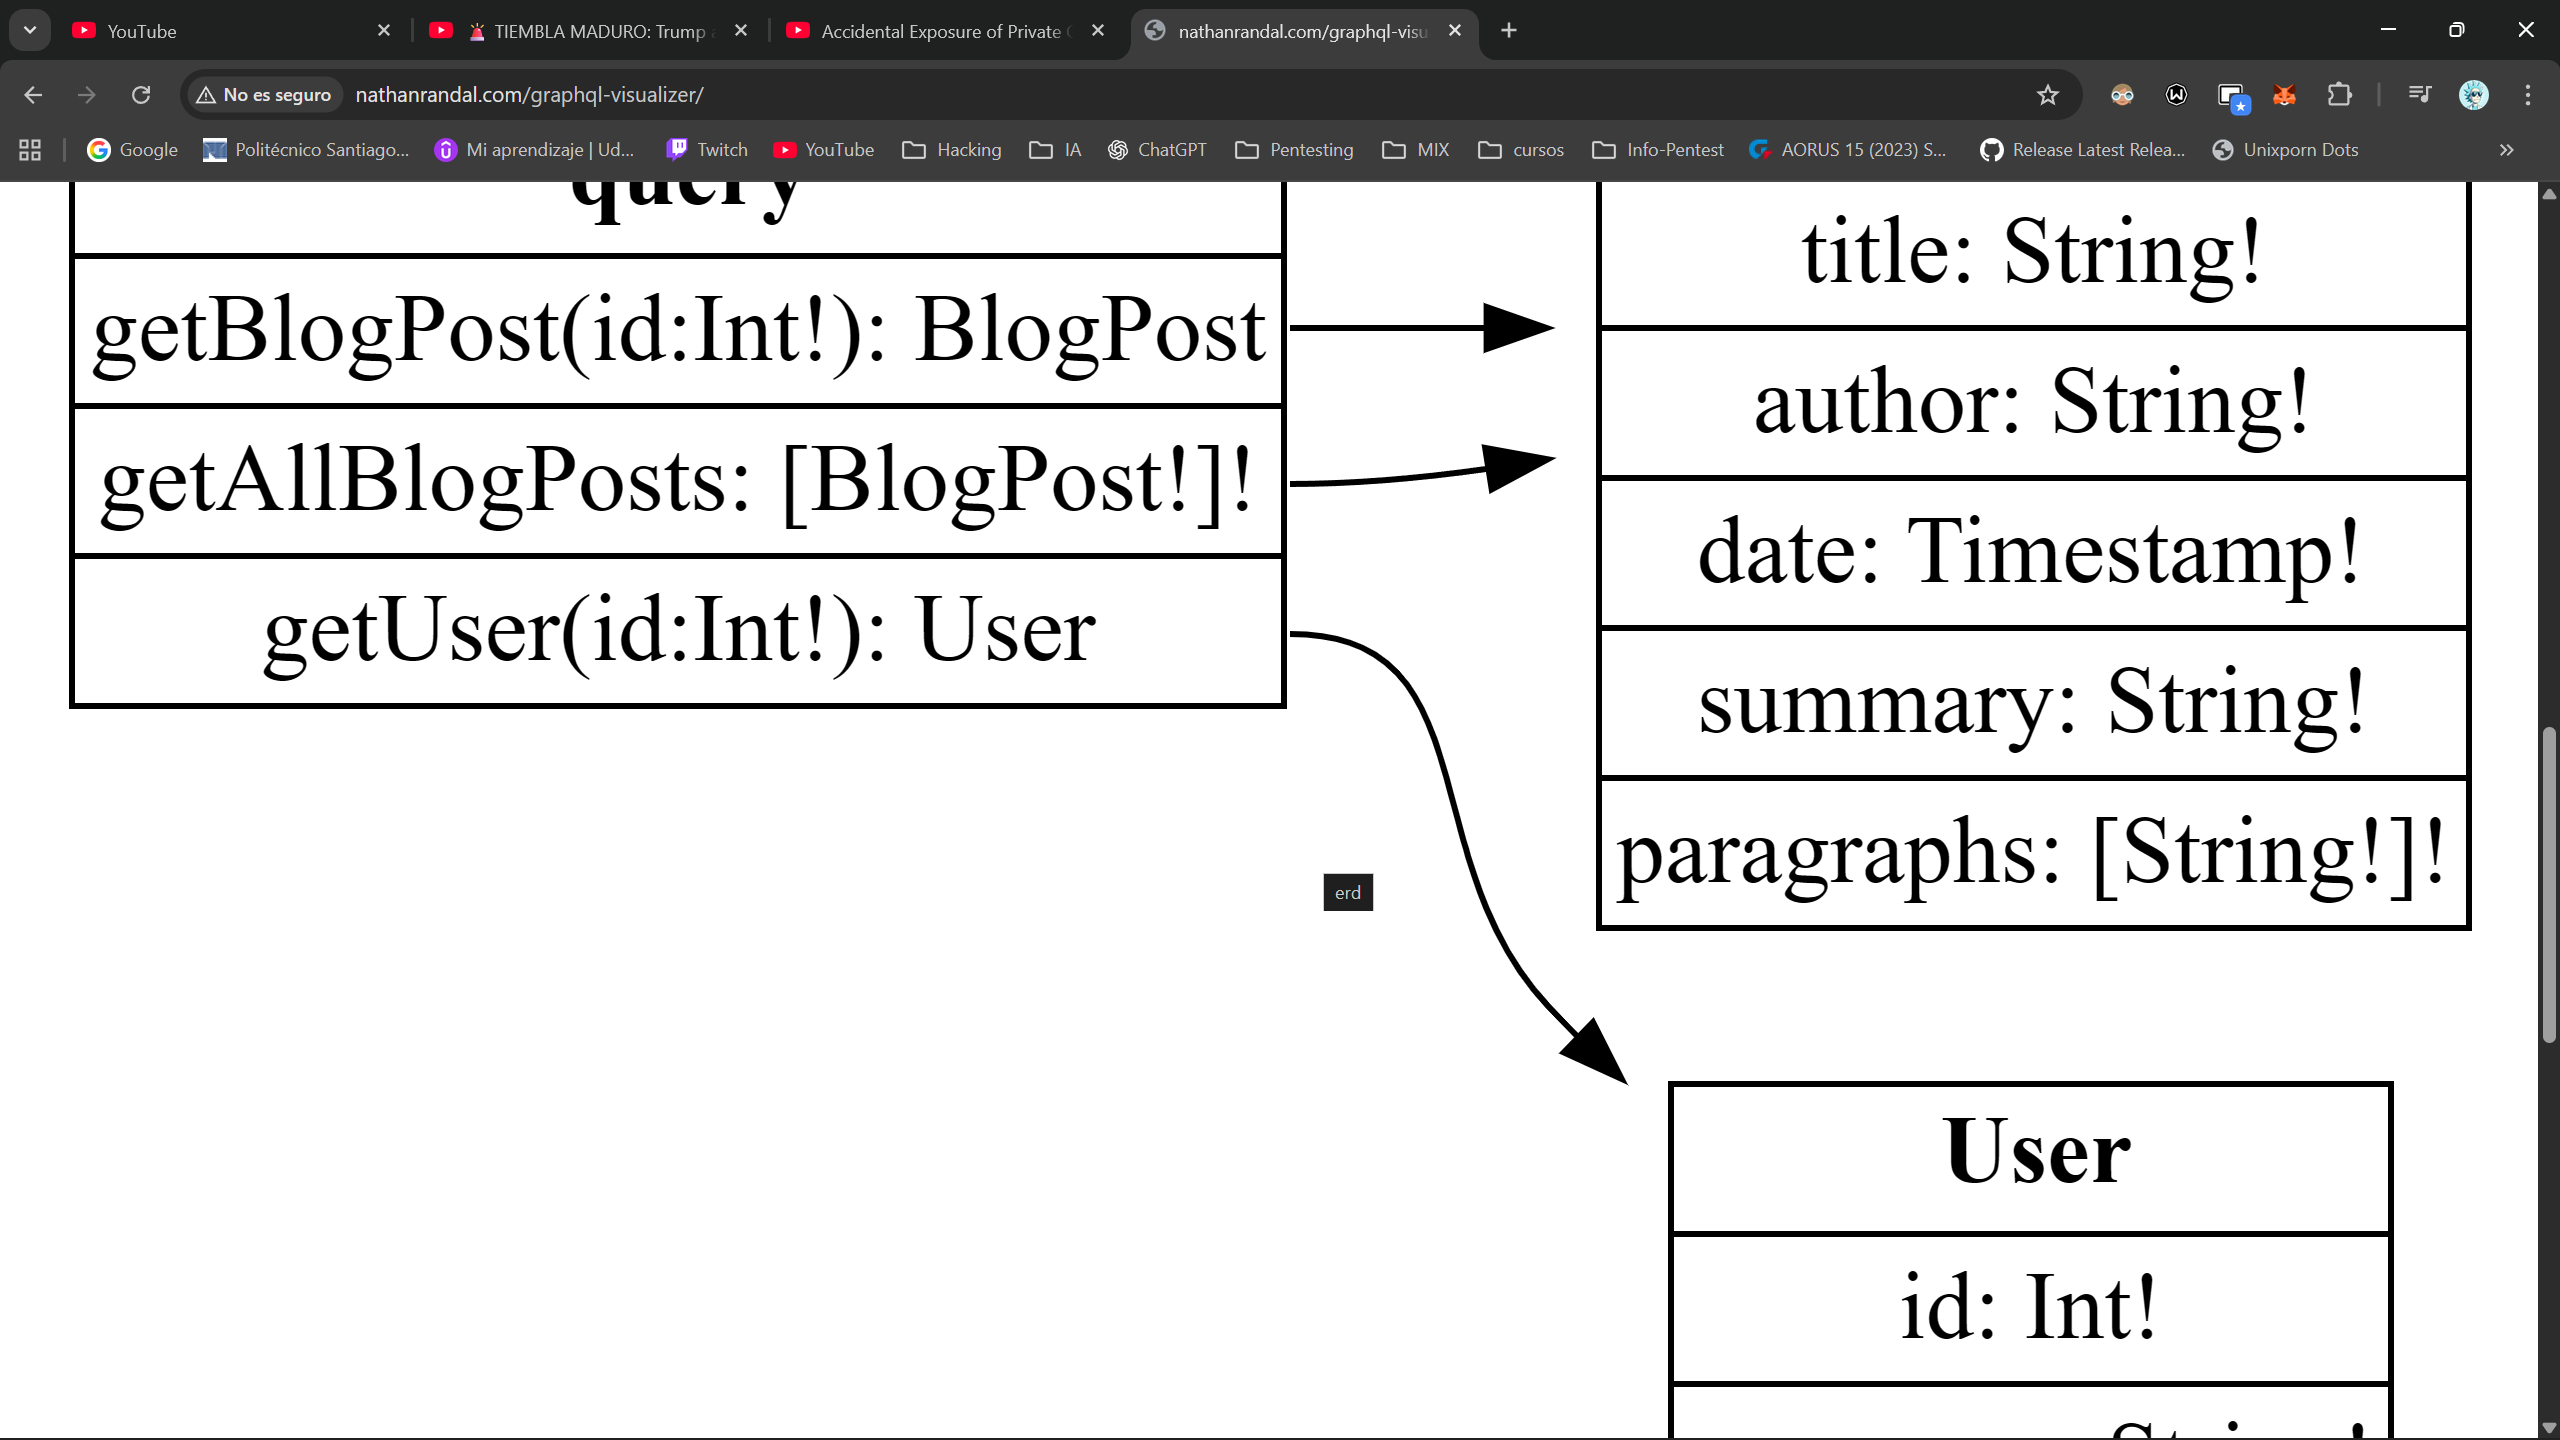 YouTube
TIEMBLA MADURO: Trump
Accidental Exposure of Private
nathanrandal.com/graphql-visu
No es seguro
nathanrandal.com/graphql-visualizer/
Google
Politécnico Santiago...
Mi aprendizaje | Ud...
Twitch
YouTube
Hacking
IA
ChatGPT
Pentesting
MIX
cursos
Info-Pentest
AORUS 15 (2023) S...
Release Latest Relea...
Unixporn Dots
query
getBlogPost(id:Int!): BlogPost
getAllBlogPosts: [BlogPost!]!
getUser(id:Int!): User
title: String!
author: String!
date: Timestamp!
summary: String!
paragraphs: [String!]!
erd
User
id: Int!